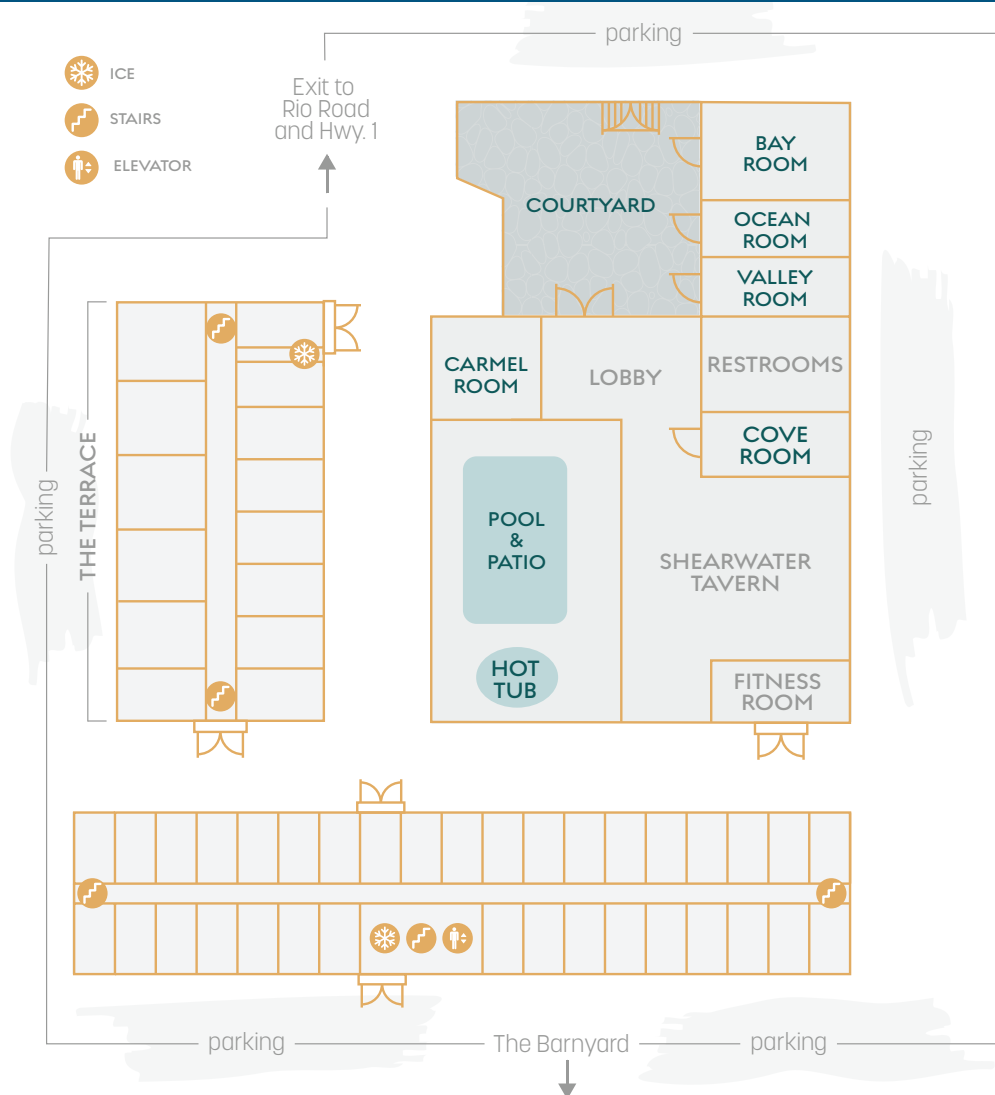 parking
ICE
STAIRS
ELEVATOR
Exit to
Rio Road
and Hwy. 1
COURTYARD
BAY
ROOM
OCEAN
ROOM
VALLEY
ROOM
CARMEL
ROOM
LOBBY
RESTROOMS
COVE
ROOM
parking
THE TERRACE
parking
POOL
&
PATIO
SHEARWATER
TAVERN
HOT
TUB
FITNESS
ROOM
parking
The Barnyard
parking